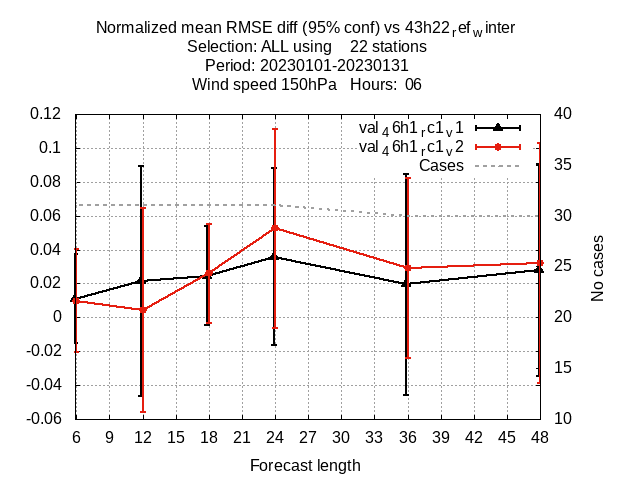 Normalized mean RMSE diff (95% conf) vs 43h22refwinter
Selection: ALL using 22 stations
Period: 20230101-20230131
Wind speed 150hPa Hours: 06
0.12
0.1
0.08
0.06
0.04
0.02
0
-0.02
-0.04
-0.06
40
35
30
25
20
15
10
val46h1rc1v1
val46h1rc1v2
Cases
No cases
6 9 12 15 18 21 24 27 30 33 36 39 42 45 48
Forecast length